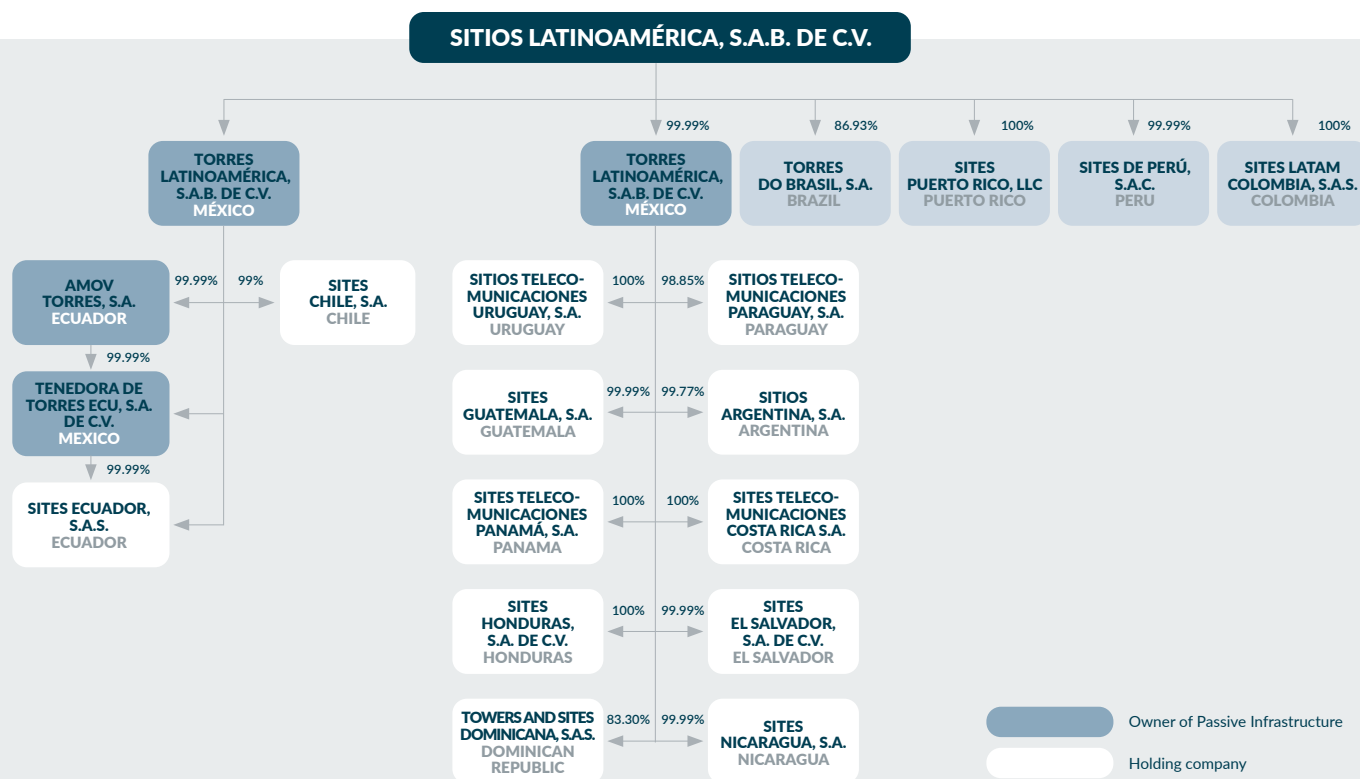 SITIOS LATINOAMÉRICA, S.A.B. DE C.V.
99.99%
86.93%
100%
99.99%
100%
TORRES
LATINOAMÉRICA,
S.A.B. DE C.V.
MÉXICO
TORRES
LATINOAMÉRICA,
S.A.B. DE C.V.
MÉXICO
TORRES
DO BRASIL, S.A.
BRAZIL
SITES
PUERTO RICO, LLC
PUERTO RICO
SITES DE PERÚ,
S.A.C.
PERU
SITES LATAM
COLOMBIA, S.A.S.
COLOMBIA
AMOV
TORRES, S.A.
ECUADOR
99.99%
99%
SITES
CHILE, S.A.
CHILE
99.99%
TENEDORA DE
TORRES ECU, S.A.
DE C.V.
MEXICO
99.99%
SITES ECUADOR,
S.A.S.
ECUADOR
SITIOS TELECO-
MUNICACIONES
URUGUAY, S.A.
URUGUAY
100%
98.85%
SITIOS TELECO-
MUNICACIONES
PARAGUAY, S.A.
PARAGUAY
SITES
GUATEMALA, S.A.
GUATEMALA
99.99%
99.77%
SITIOS
ARGENTINA, S.A.
ARGENTINA
SITES TELECO-
MUNICACIONES
PANAMÁ, S.A.
PANAMA
100%
100%
SITES TELECO-
MUNICACIONES
COSTA RICA S.A.
COSTA RICA
SITES
HONDURAS,
S.A. DE C.V.
HONDURAS
100%
99.99%
SITES
EL SALVADOR,
S.A. DE C.V.
EL SALVADOR
TOWERS AND SITES
DOMINICANA, S.A.S.
DOMINICAN
REPUBLIC
83.30%
99.99%
SITES
NICARAGUA, S.A.
NICARAGUA
Owner of Passive Infrastructure
Holding company